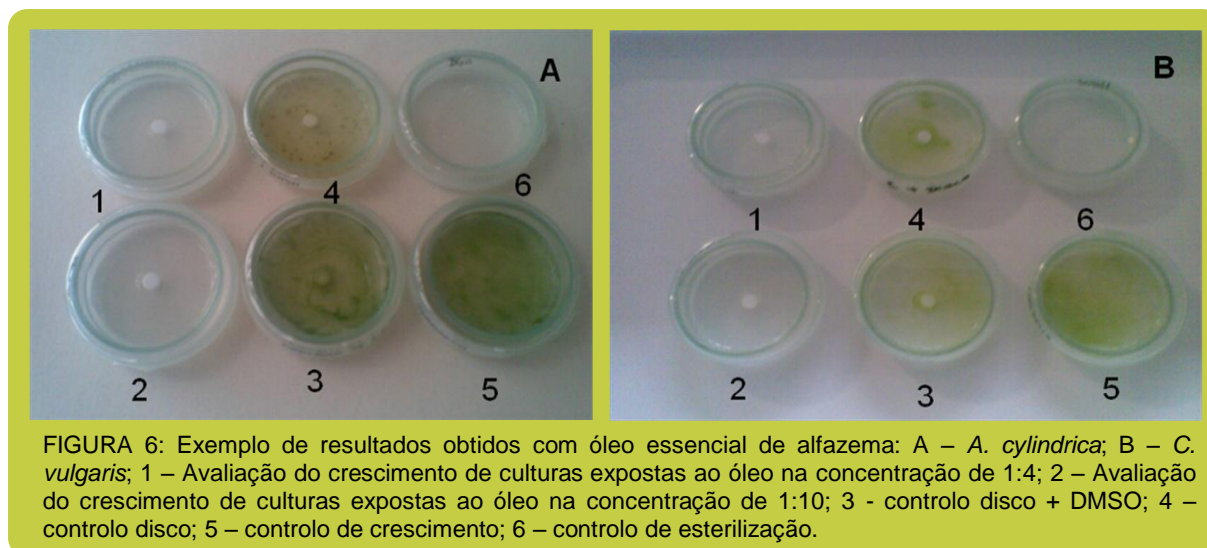 A
B
1
4
6
2
3
5
1
4
6
2
3
5
FIGURA 6: Exemplo de resultados obtidos com óleo essencial de alfazema: A – A. cylindrica; B – C.
vulgaris; 1 – Avaliação do crescimento de culturas expostas ao óleo na concentração de 1:4; 2 – Avaliação
do crescimento de culturas expostas ao óleo na concentração de 1:10; 3 - controlo disco + DMSO; 4 –
controlo disco; 5 – controlo de crescimento; 6 – controlo de esterilização.